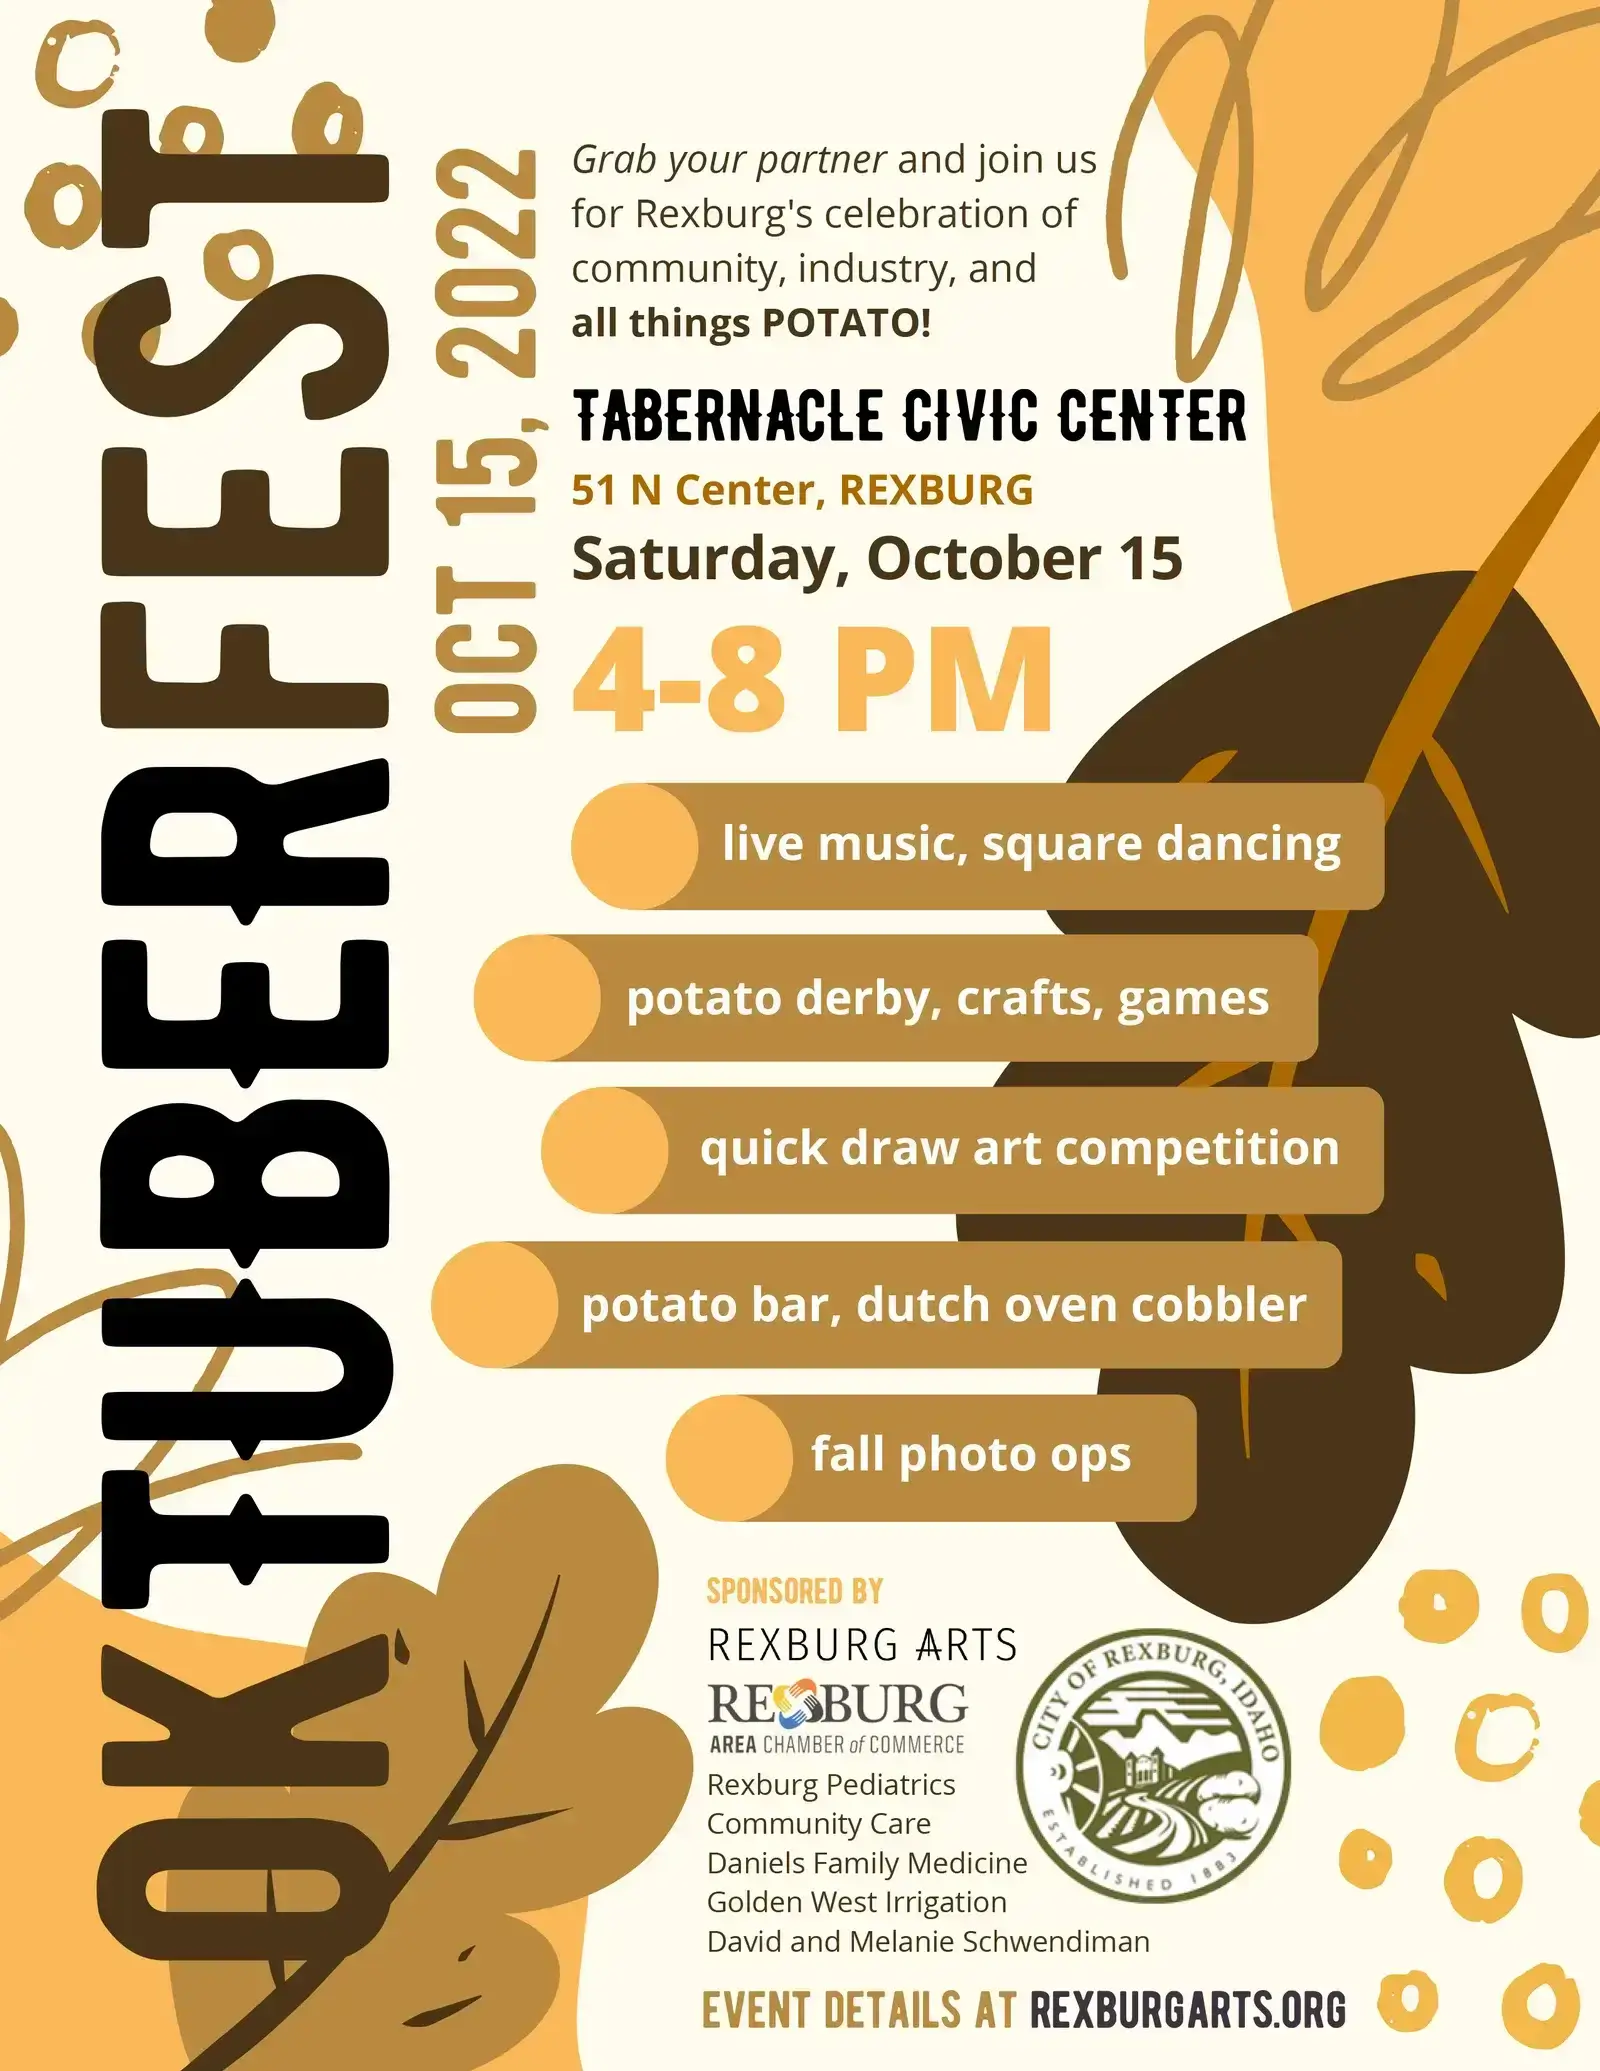 OKTUBERFEST
OCT 15, 2022
Grab your partner and join us
for Rexburg's celebration of
community, industry, and
all things POTATO!
TABERNACLE CIVIC CENTER
51 N Center, REXBURG
Saturday, October 15
4-8 PM
live music, square dancing
potato derby, crafts, games
quick draw art competition
potato bar, dutch oven cobbler
fall photo ops
SPONSORED BY
REXBURG ARTS
REXBURG
AREA CHAMBER of COMMERCE
Rexburg Pediatrics
Community Care
Daniels Family Medicine
Golden West Irrigation
David and Melanie Schwendiman
CITY OF REXBURG, IDAHO
ESTABLISHED 1883
EVENT DETAILS AT REXBURGARTS.ORG